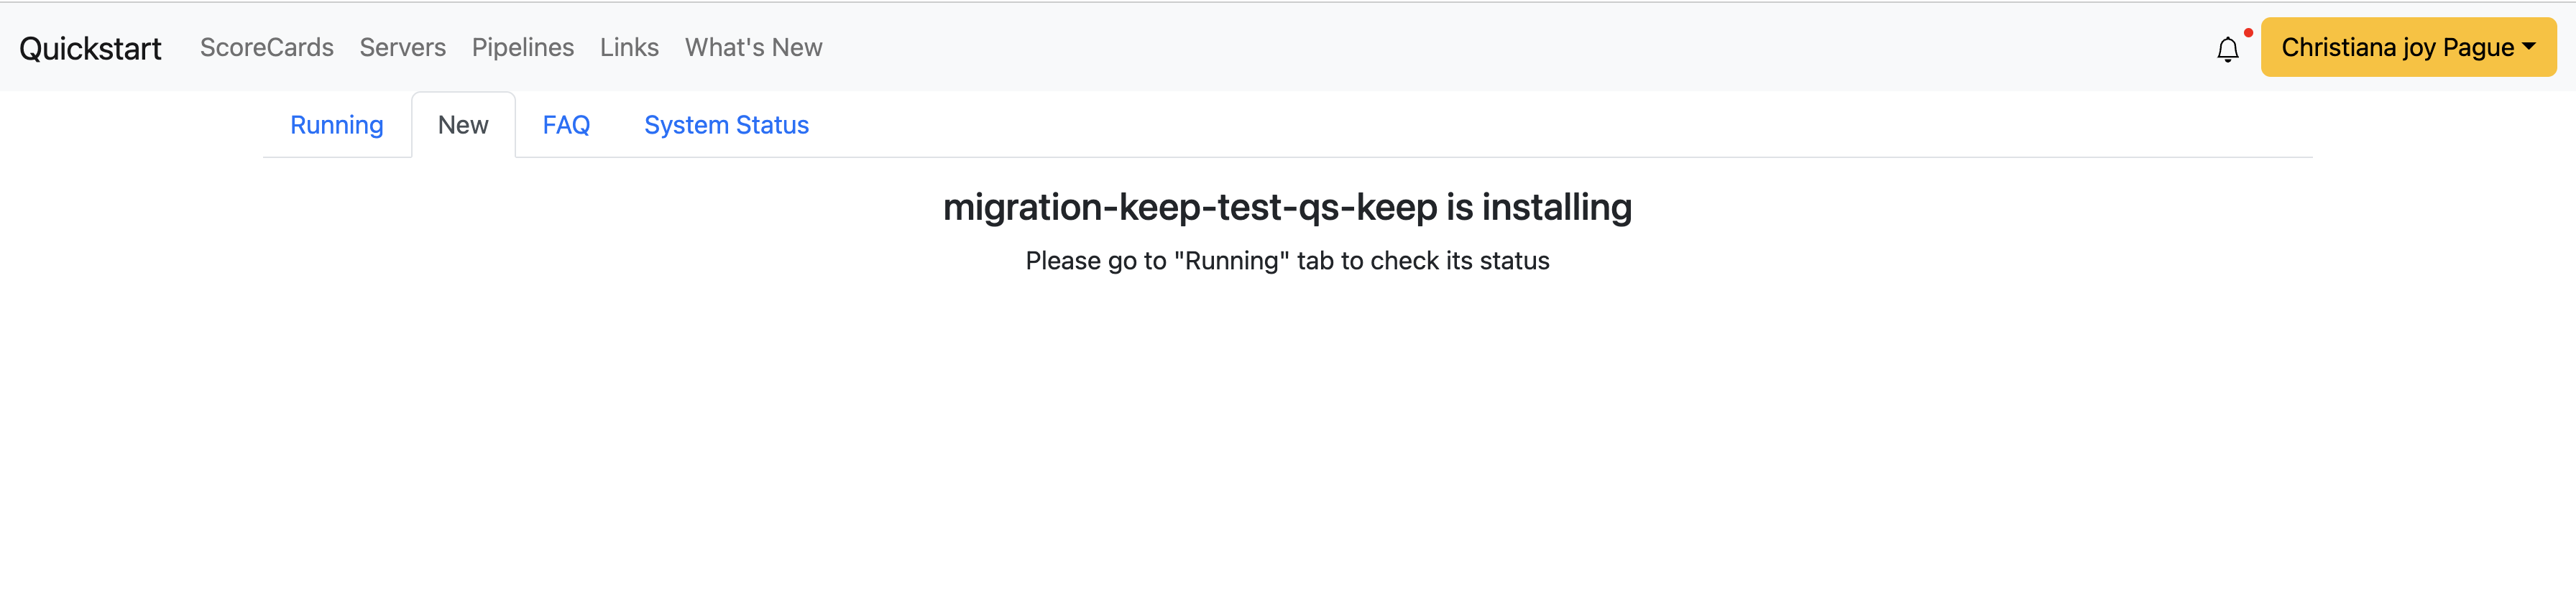 Quickstart ScoreCards Servers Pipelines Links What's New Christiana joy Pague
Running New FAQ System Status
migration-keep-test-qs-keep is installing
Please go to "Running" tab to check its status